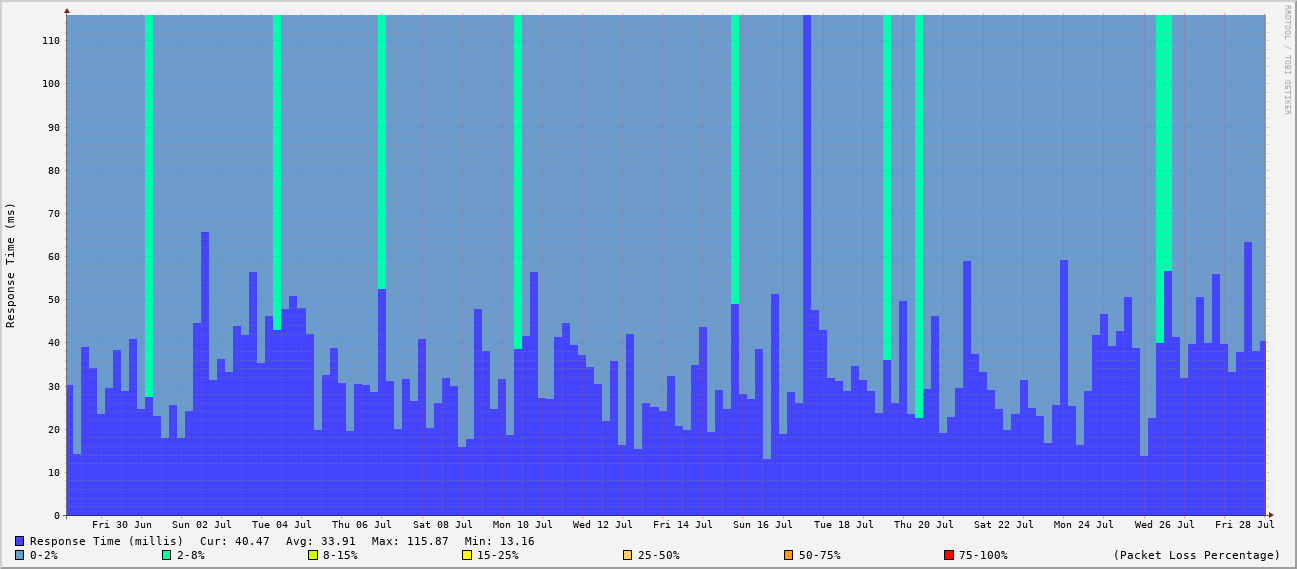 RRDTOOL / TOBI OETIKER
Response Time (ms)
110
100
90
80
70
60
50
40
30
20
10
0
Fri 30 Jun Sun 02 Jul Tue 04 Jul Thu 06 Jul Sat 08 Jul Mon 10 Jul Wed 12 Jul Fri 14 Jul Sun 16 Jul Tue 18 Jul Thu 20 Jul Sat 22 Jul Mon 24 Jul Wed 26 Jul Fri 28 Jul
Response Time (millis) Cur: 40.47 Avg: 33.91 Max: 115.87 Min: 13.16
0-2% 2-8% 8-15% 15-25% 25-50% 50-75% 75-100% (Packet Loss Percentage)